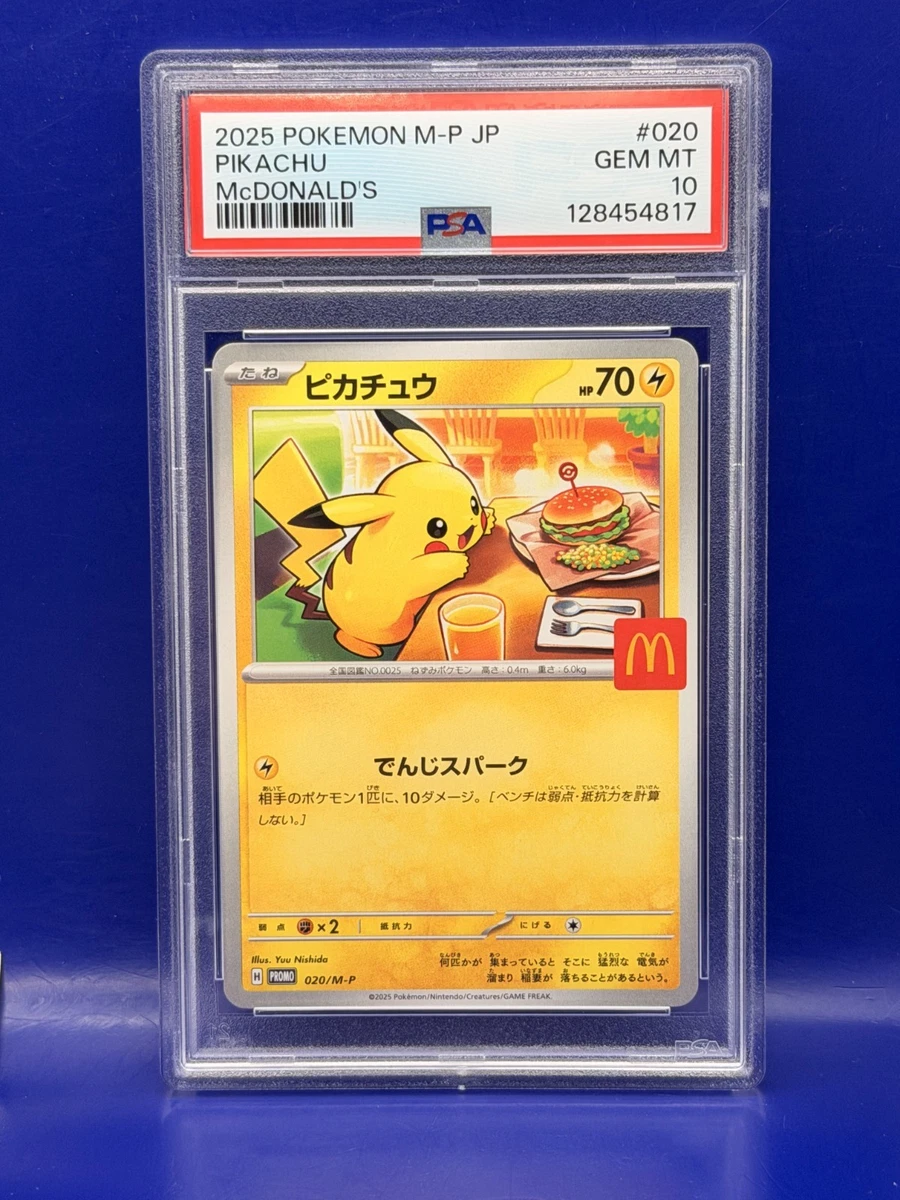 2025 POKEMON M-P JP #020
PIKACHU GEM MT
McDONALD'S 10
128454817
PSA
たね ピカチュウ HP70
全国図鑑NO.0025 ねずみポケモン 高さ:0.4m 重さ:6.0kg
でんじスパーク
相手のポケモン1匹に、10ダメージ。[ベンチは弱点・抵抗力を計算
しない。]
弱点 ×2 抵抗力 にげる
Illus. Yuu Nishida
H PROMO 020/M-P
何匹かが 集まっていると そこに 猛烈な 電気が
溜まり 稲妻が 落ちることがあるという。
©2025 Pokémon/Nintendo/Creatures/GAME FREAK.
PSA